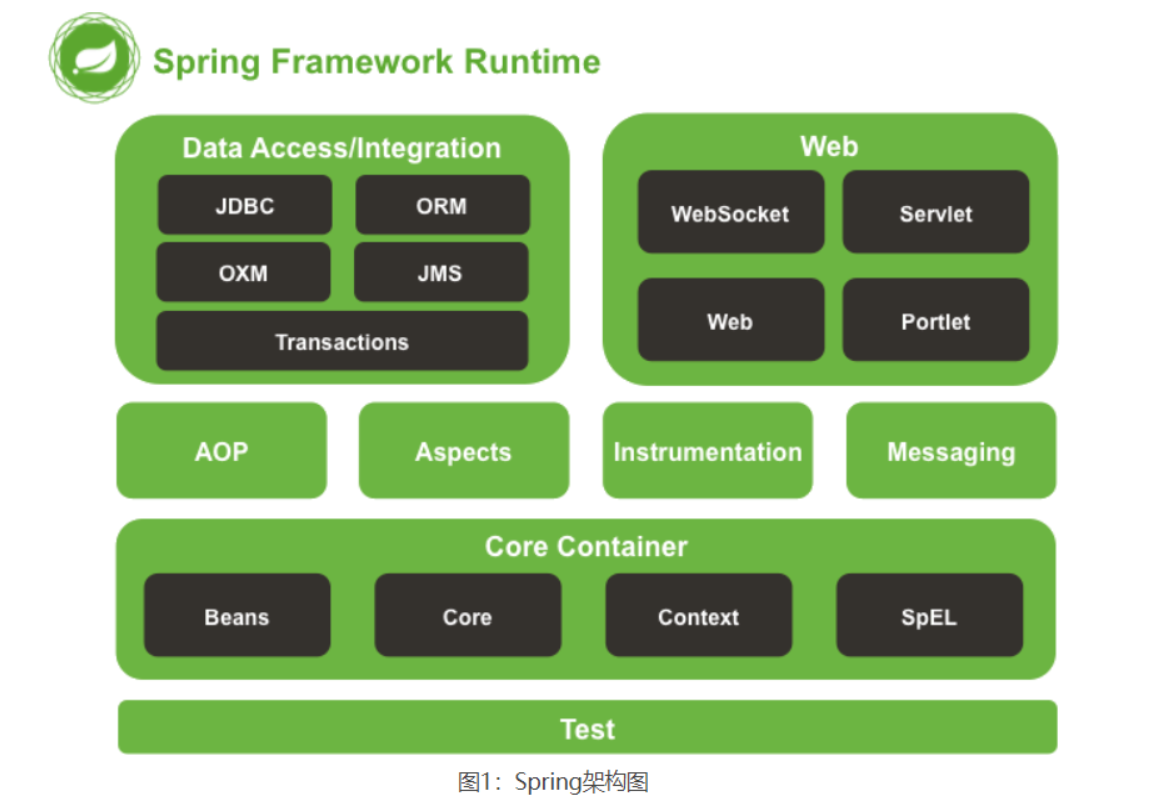 Spring Framework Runtime
Data Access/Integration
JDBC
ORM
OXM
JMS
Transactions
Web
WebSocket
Servlet
Web
Portlet
AOP
Aspects
Instrumentation
Messaging
Core Container
Beans
Core
Context
SpEL
Test
图1：Spring架构图